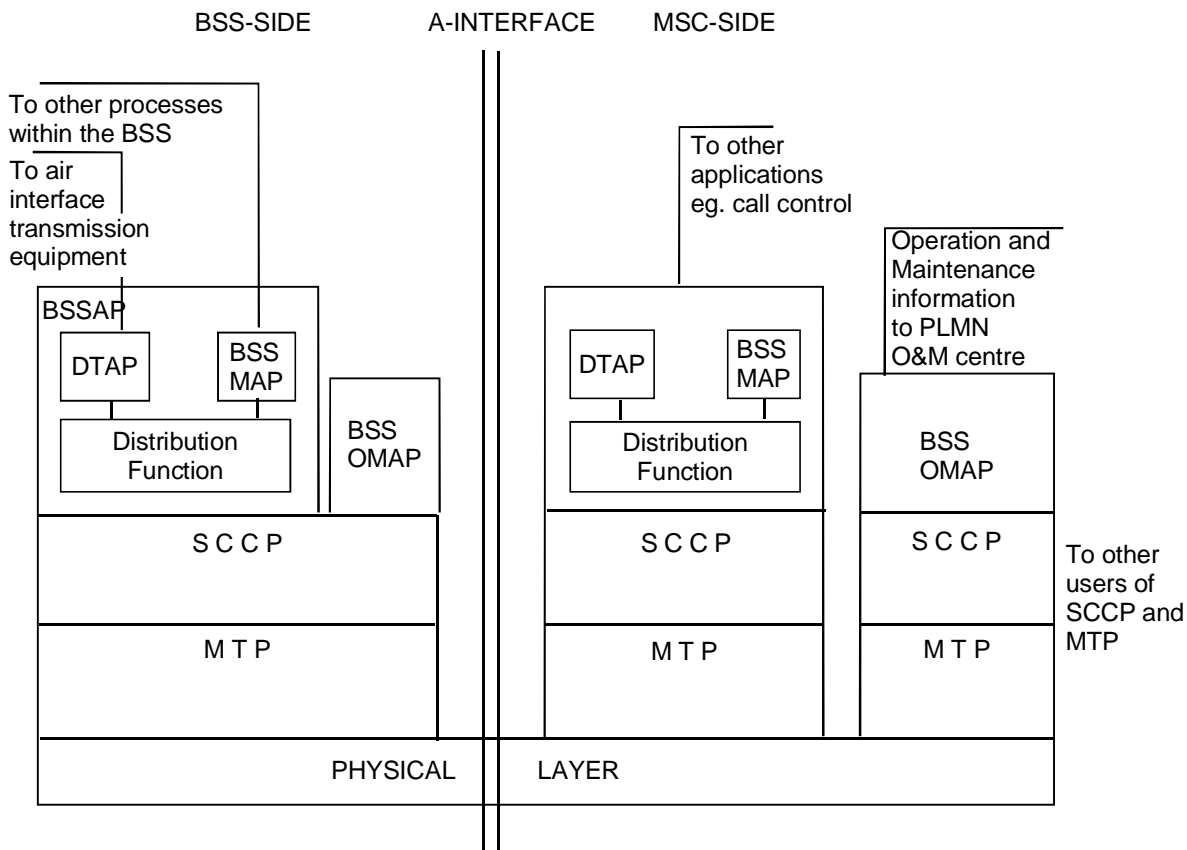 BSS-SIDE
A-INTERFACE
MSC-SIDE
To other processes
within the BSS
To air
interface
transmission
equipment
To other
applications
eg. call control
Operation and
Maintenance
information
to PLMN
O&M centre
BSSAP
DTAP
BSS
MAP
Distribution
Function
BSS
OMAP
DTAP
BSS
MAP
Distribution
Function
BSS
OMAP
S C C P
S C C P
S C C P
To other
users of
SCCP and
MTP
M T P
M T P
M T P
PHYSICAL
LAYER